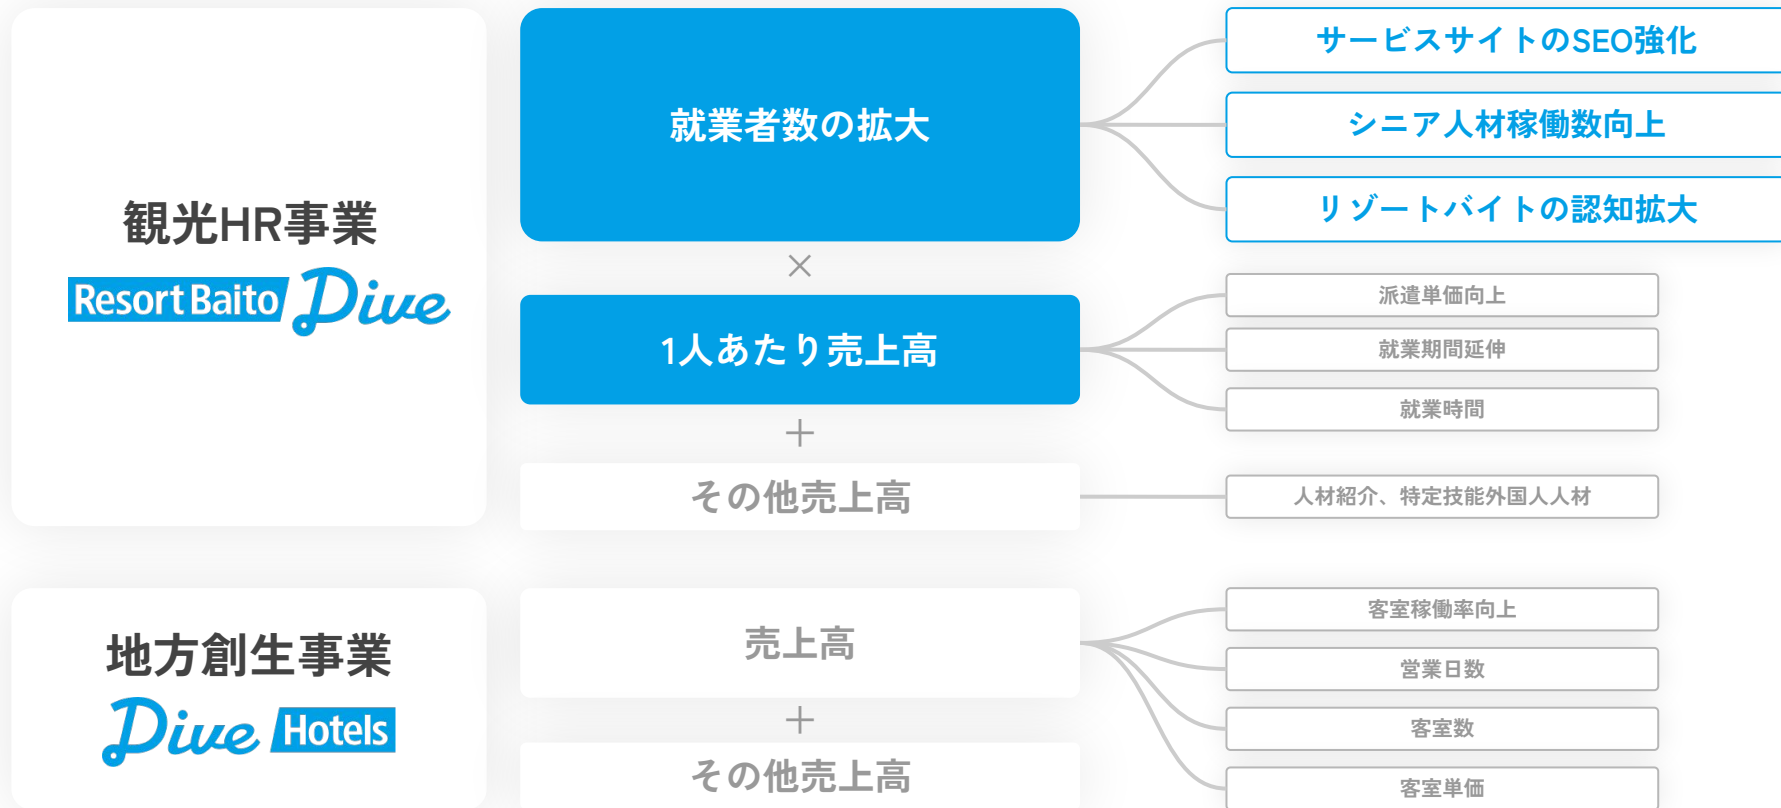 観光HR事業
Resort Baito Dive
就業者数の拡大
サービスサイトのSEO強化
シニア人材稼働数向上
リゾートバイトの認知拡大
×
1人あたり売上高
派遣単価向上
就業期間延伸
就業時間
+
その他売上高
人材紹介、特定技能外国人人材
地方創生事業
Dive Hotels
売上高
客室稼働率向上
営業日数
客室数
客室単価
+
その他売上高